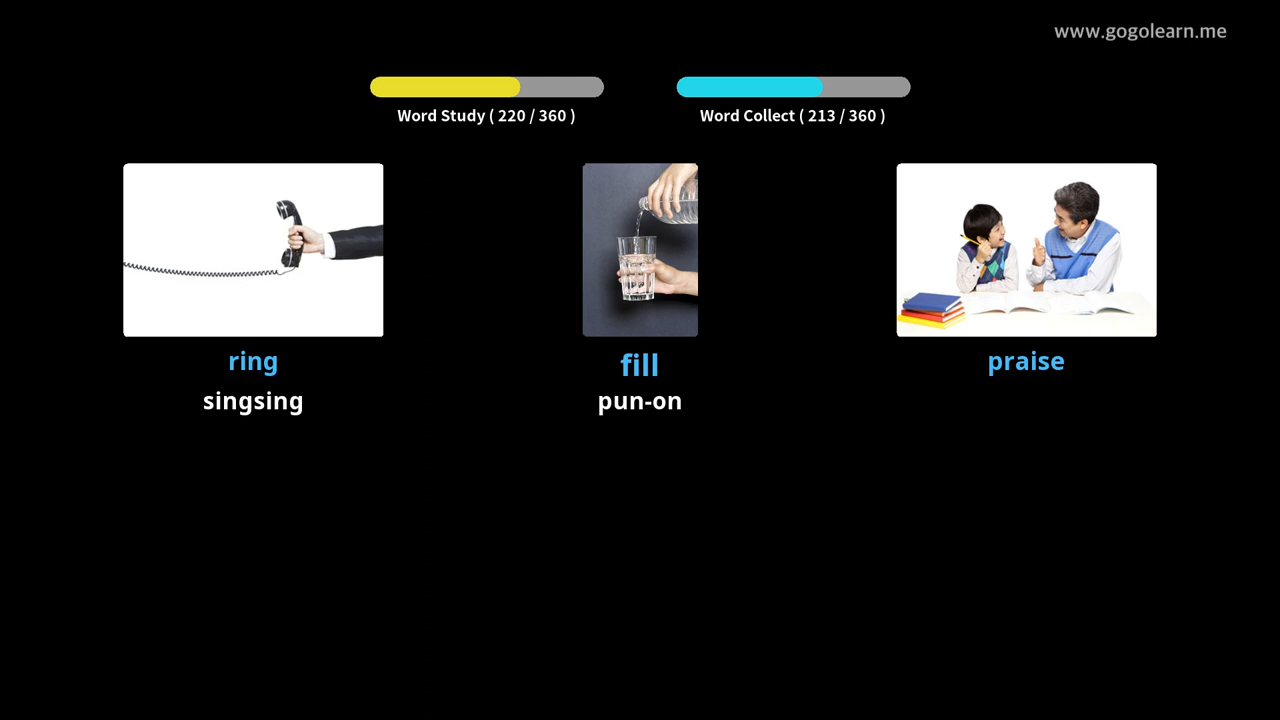 www.gogolearn.me
Word Study ( 220 / 360 )
Word Collect ( 213 / 360 )
ring
singsing
fill
pun-on
praise